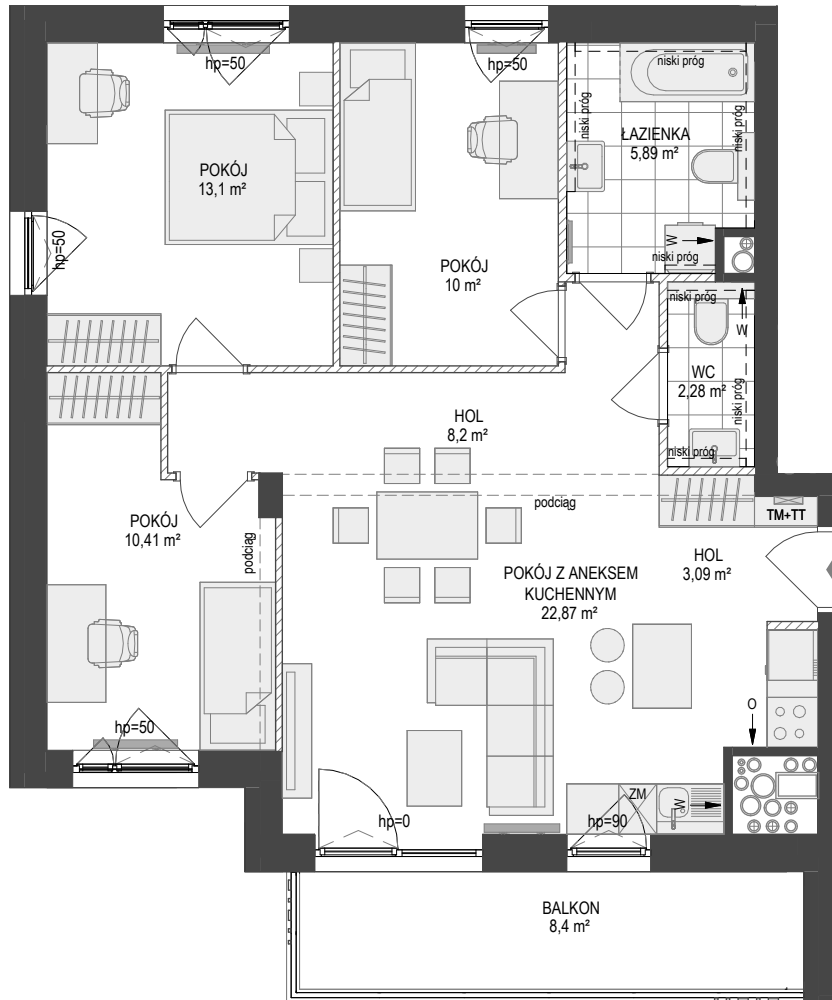 hp=50
hp=50
niski próg
niski próg
ŁAZIENKA
5,89 m²
niski próg
POKÓJ
13,1 m²
hp=50
W
niski próg
POKÓJ
10 m²
niski próg
W
WC
2,28 m²
niski próg
niski próg
HOL
8,2 m²
podciąg
TM+TT
POKÓJ
10,41 m²
podciąg
HOL
3,09 m²
POKÓJ Z ANEKSEM
KUCHENNYM
22,87 m²
O
hp=50
ZM
W
hp=0
hp=90
BALKON
8,4 m²